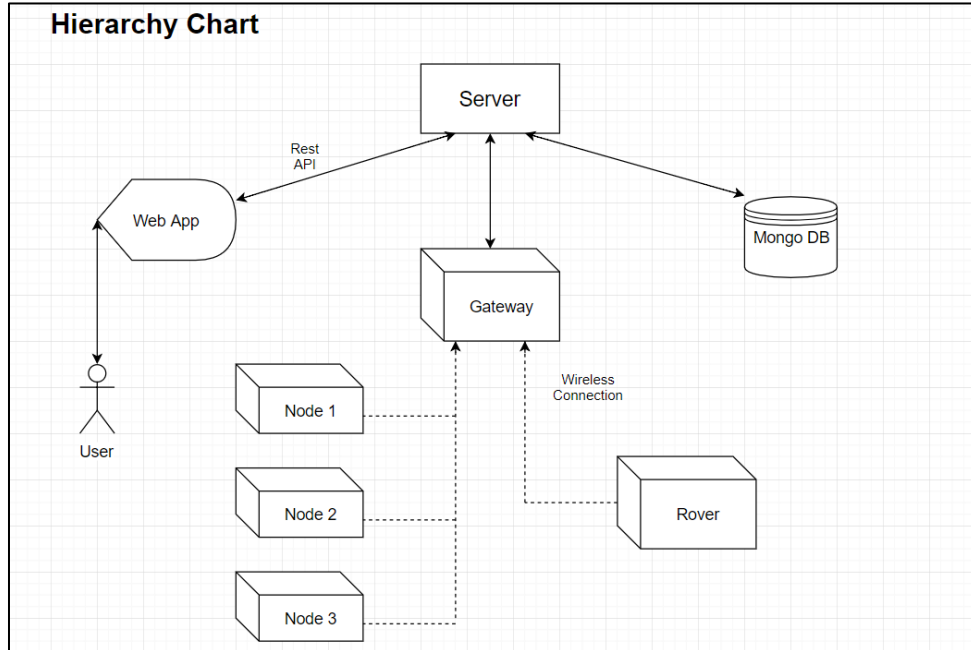 Hierarchy Chart
Server
Rest
API
Web App
Mongo DB
Gateway
Wireless
Connection
Node 1
User
Node 2
Rover
Node 3